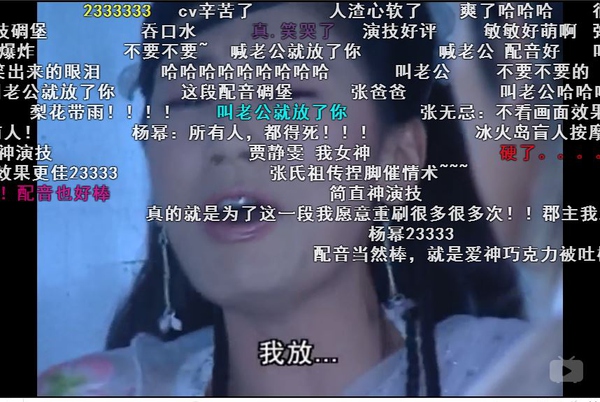 2333333 cv辛苦了 人渣心软了 爽了哈哈哈
技碉堡 吞口水 真.笑哭了 演技好评 敏敏好萌啊
爆炸 不要不要~ 喊老公就放了你 喊老公 配音好
笑出来的眼泪 哈哈哈哈哈哈哈哈哈 叫老公 不要不要的
叫老公就放了你 这段配音碉堡 张爸爸 叫老公哈哈
梨花带雨！！！！ 叫老公就放了你 张无忌：不看画面效果
有人！ 杨幂：所有人，都得死！！！ 冰火岛盲人按摩
神演技 贾静雯 我女神 硬了。。。。
效果更佳23333 张氏祖传捏脚催情术~~~
！配音也好棒 简直神演技
真的就是为了这一段我愿意重刷很多很多次！！郡主我
杨幂23333
配音当然棒，就是爱神巧克力被吐槽
我放...